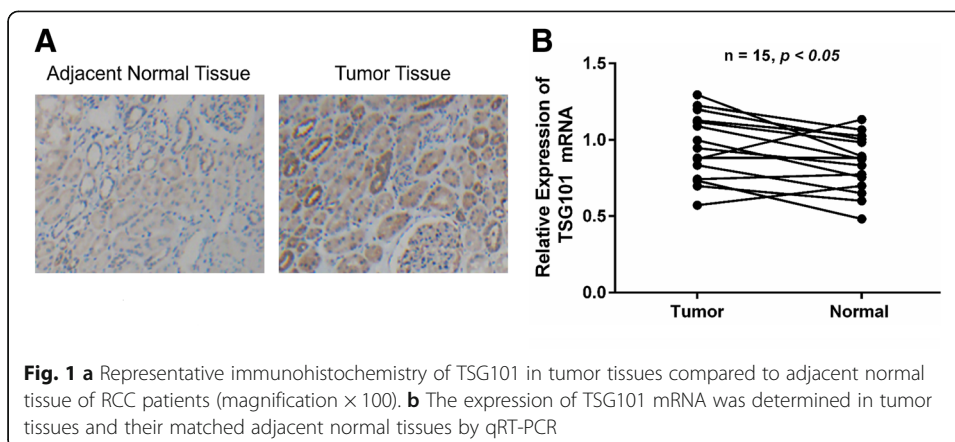 A
Adjacent Normal Tissue
Tumor Tissue
B
n = 15, p < 0.05
Relative Expression of
TSG101 mRNA
1.5
1.0
0.5
0.0
Tumor
Normal
Fig. 1 a Representative immunohistochemistry of TSG101 in tumor tissues compared to adjacent normal
tissue of RCC patients (magnification × 100). b The expression of TSG101 mRNA was determined in tumor
tissues and their matched adjacent normal tissues by qRT-PCR